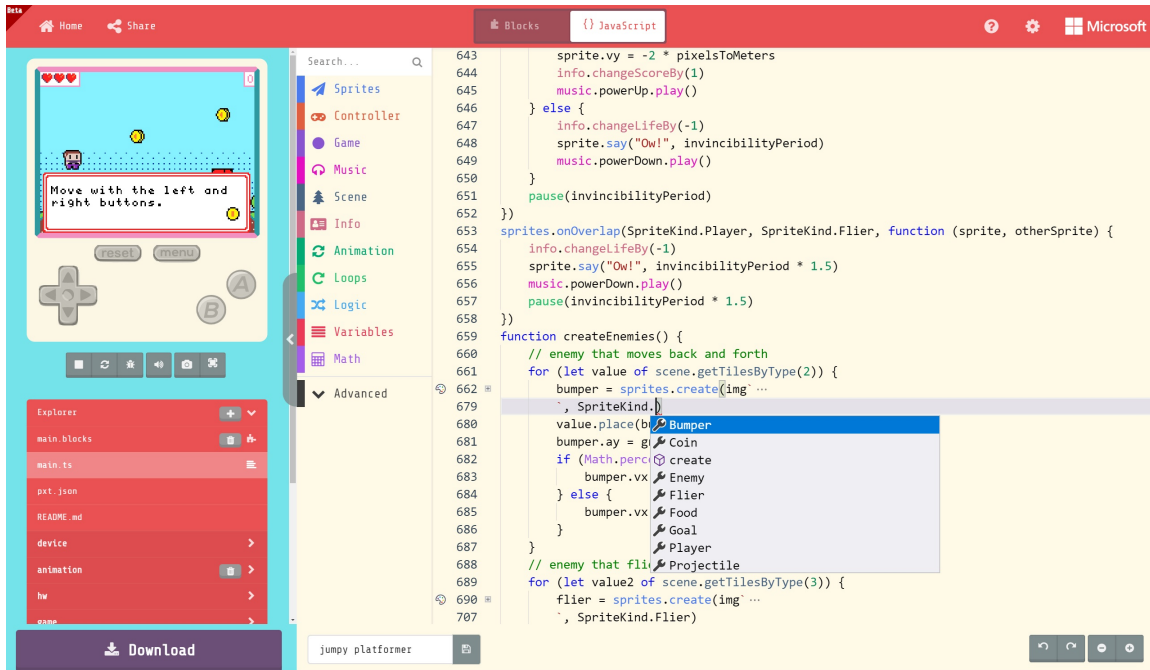 Beta
Home
Share
Blocks
{} JavaScript
Microsoft
0
Move with the left and
right buttons.
reset
menu
A
B
Explorer
main.blocks
main.ts
pxt.json
README.md
device
animation
hw
game
Download
Search...
Sprites
Controller
Game
Music
Scene
Info
Animation
Loops
Logic
Variables
Math
Advanced
643 sprite.vy = -2 * pixelsToMeters
644 info.changeScoreBy(1)
645 music.powerUp.play()
646 } else {
647 info.changeLifeBy(-1)
648 sprite.say("Ow!", invincibilityPeriod)
649 music.powerDown.play()
650 }
651 pause(invincibilityPeriod)
652 })
653 sprites.onOverlap(SpriteKind.Player, SpriteKind.Flier, function (sprite, otherSprite) {
654 info.changeLifeBy(-1)
655 sprite.say("Ow!", invincibilityPeriod * 1.5)
656 music.powerDown.play()
657 pause(invincibilityPeriod * 1.5)
658 })
659 function createEnemies() {
660 // enemy that moves back and forth
661 for (let value of scene.getTilesByType(2)) {
662 bumper = sprites.create(img` ...
679 `, SpriteKind.)
680 value.place(bu
681 bumper.ay = g
682 if (Math.perc
683 bumper.vx
684 } else {
685 bumper.vx
686 }
687 }
688 // enemy that fli
689 for (let value2 of scene.getTilesByType(3)) {
690 flier = sprites.create(img` ...
707 `, SpriteKind.Flier)
Bumper
Coin
create
Enemy
Flier
Food
Goal
Player
Projectile
jumpy platformer